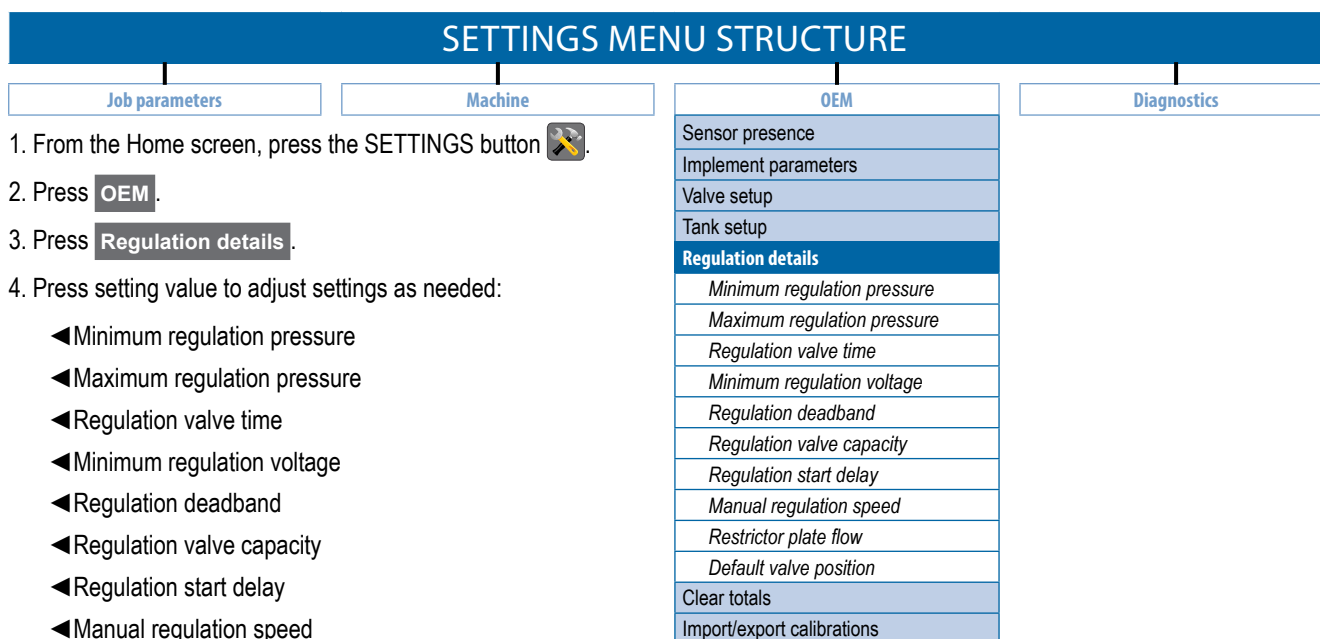 SETTINGS MENU STRUCTURE
Job parameters
Machine
OEM
Diagnostics
1. From the Home screen, press the SETTINGS button .
2. Press OEM .
3. Press Regulation details .
4. Press setting value to adjust settings as needed:
◄Minimum regulation pressure
◄Maximum regulation pressure
◄Regulation valve time
◄Minimum regulation voltage
◄Regulation deadband
◄Regulation valve capacity
◄Regulation start delay
◄Manual regulation speed
Sensor presence
Implement parameters
Valve setup
Tank setup
Regulation details
Minimum regulation pressure
Maximum regulation pressure
Regulation valve time
Minimum regulation voltage
Regulation deadband
Regulation valve capacity
Regulation start delay
Manual regulation speed
Restrictor plate flow
Default valve position
Clear totals
Import/export calibrations